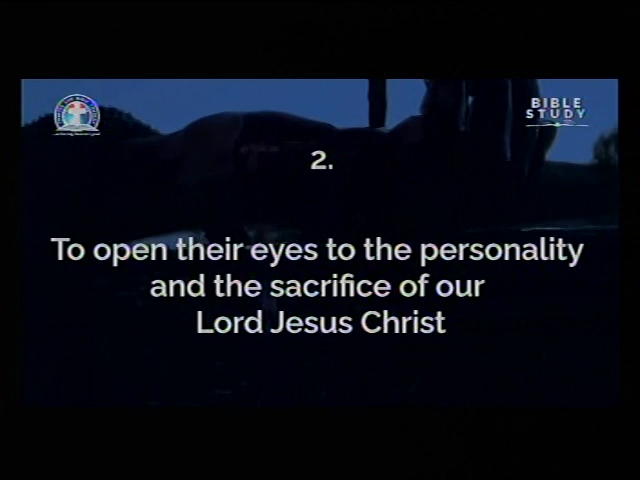 BIBLE
STUDY
2.
To open their eyes to the personality
and the sacrifice of our
Lord Jesus Christ